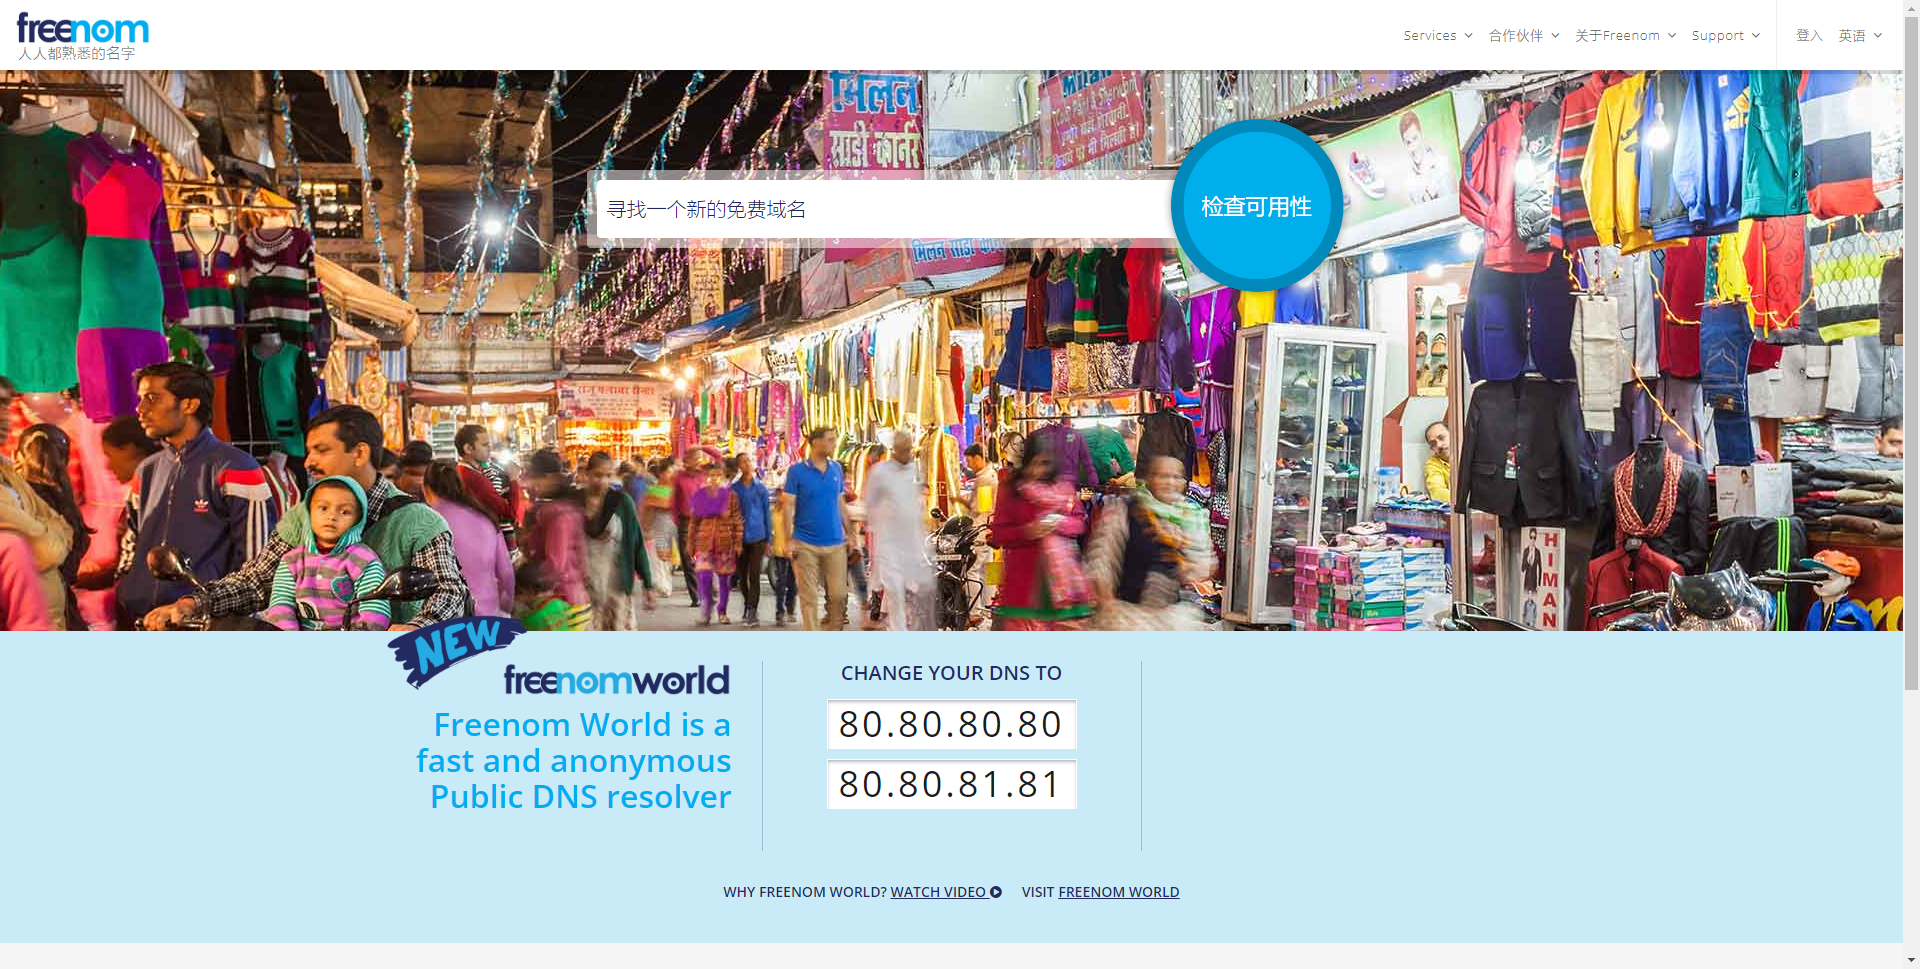 freenom
人人都熟悉的名字
Services
合作伙伴
关于Freenom
Support
登入
英语
मिलन
साडी कार्नर
寻找一个新的免费域名
检查可用性
HIMAN
NEW
freenomworld
Freenom World is a
fast and anonymous
Public DNS resolver
CHANGE YOUR DNS TO
80.80.80.80
80.80.81.81
WHY FREENOM WORLD? WATCH VIDEO
VISIT FREENOM WORLD